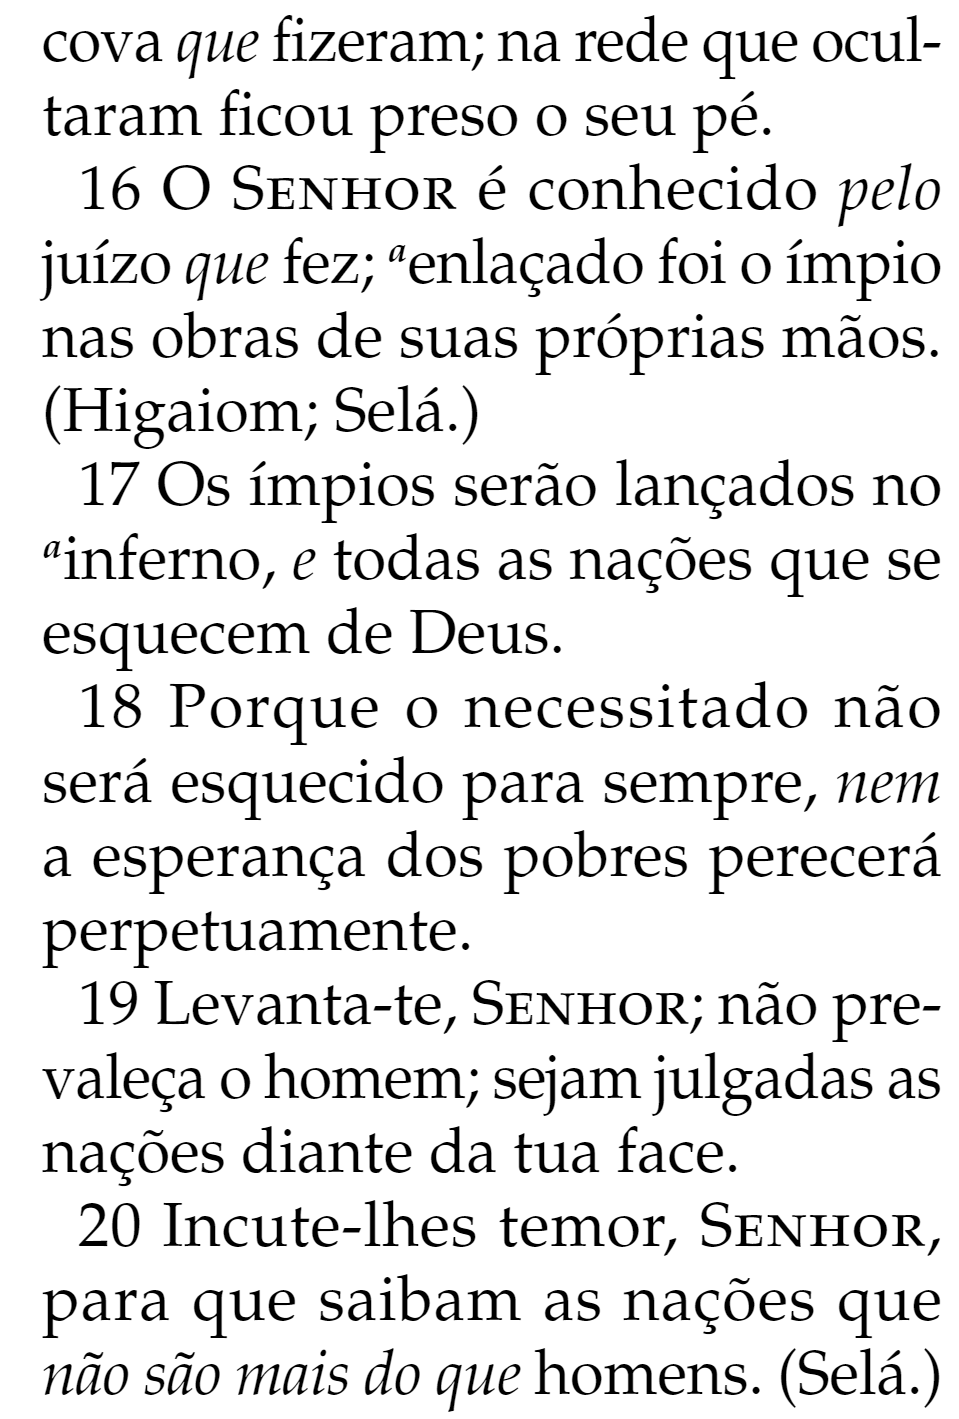 cova que fizeram; na rede que ocul-
taram ficou preso o seu pé.
16 O Senhor é conhecido pelo
juízo que fez; ᵃenlaçado foi o ímpio
nas obras de suas próprias mãos.
(Higaiom; Selá.)
17 Os ímpios serão lançados no
ᵃinferno, e todas as nações que se
esquecem de Deus.
18 Porque o necessitado não
será esquecido para sempre, nem
a esperança dos pobres perecerá
perpetuamente.
19 Levanta-te, Senhor; não pre-
valeça o homem; sejam julgadas as
nações diante da tua face.
20 Incute-lhes temor, Senhor,
para que saibam as nações que
não são mais do que homens. (Selá.)